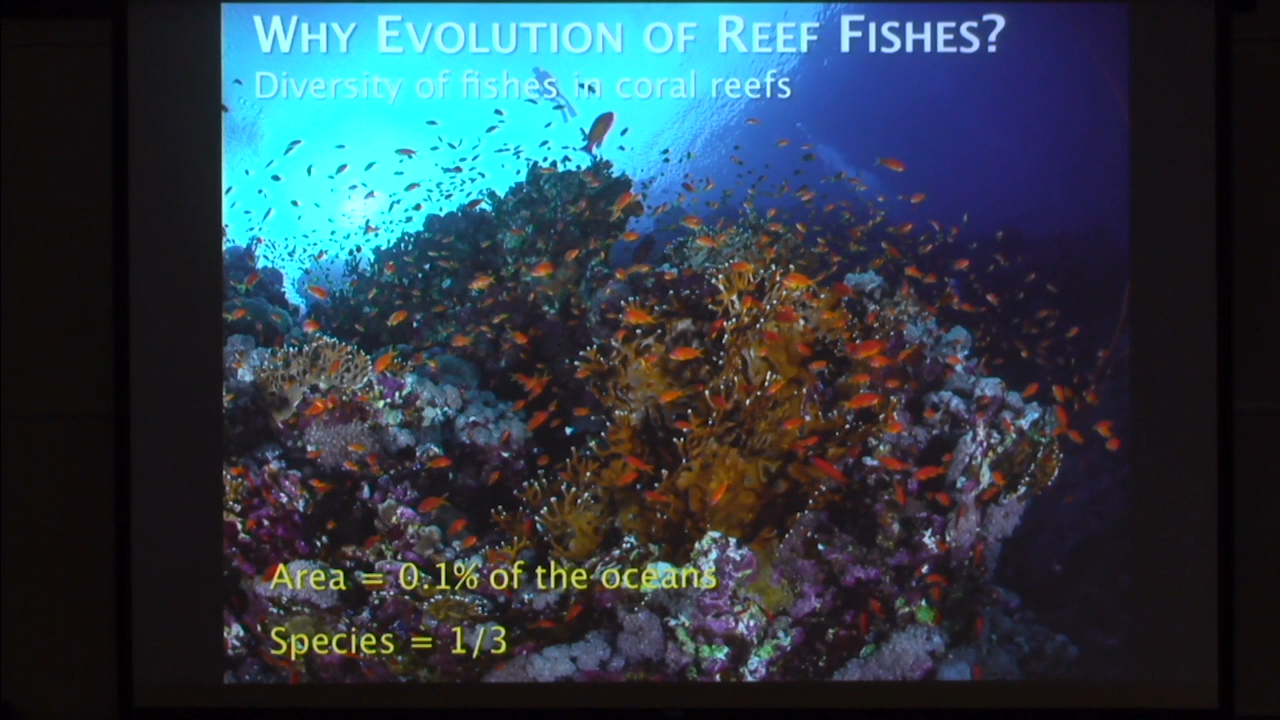 WHY EVOLUTION OF REEF FISHES?
Diversity of fishes in coral reefs
Area = 0.1% of the oceans
Species = 1/3